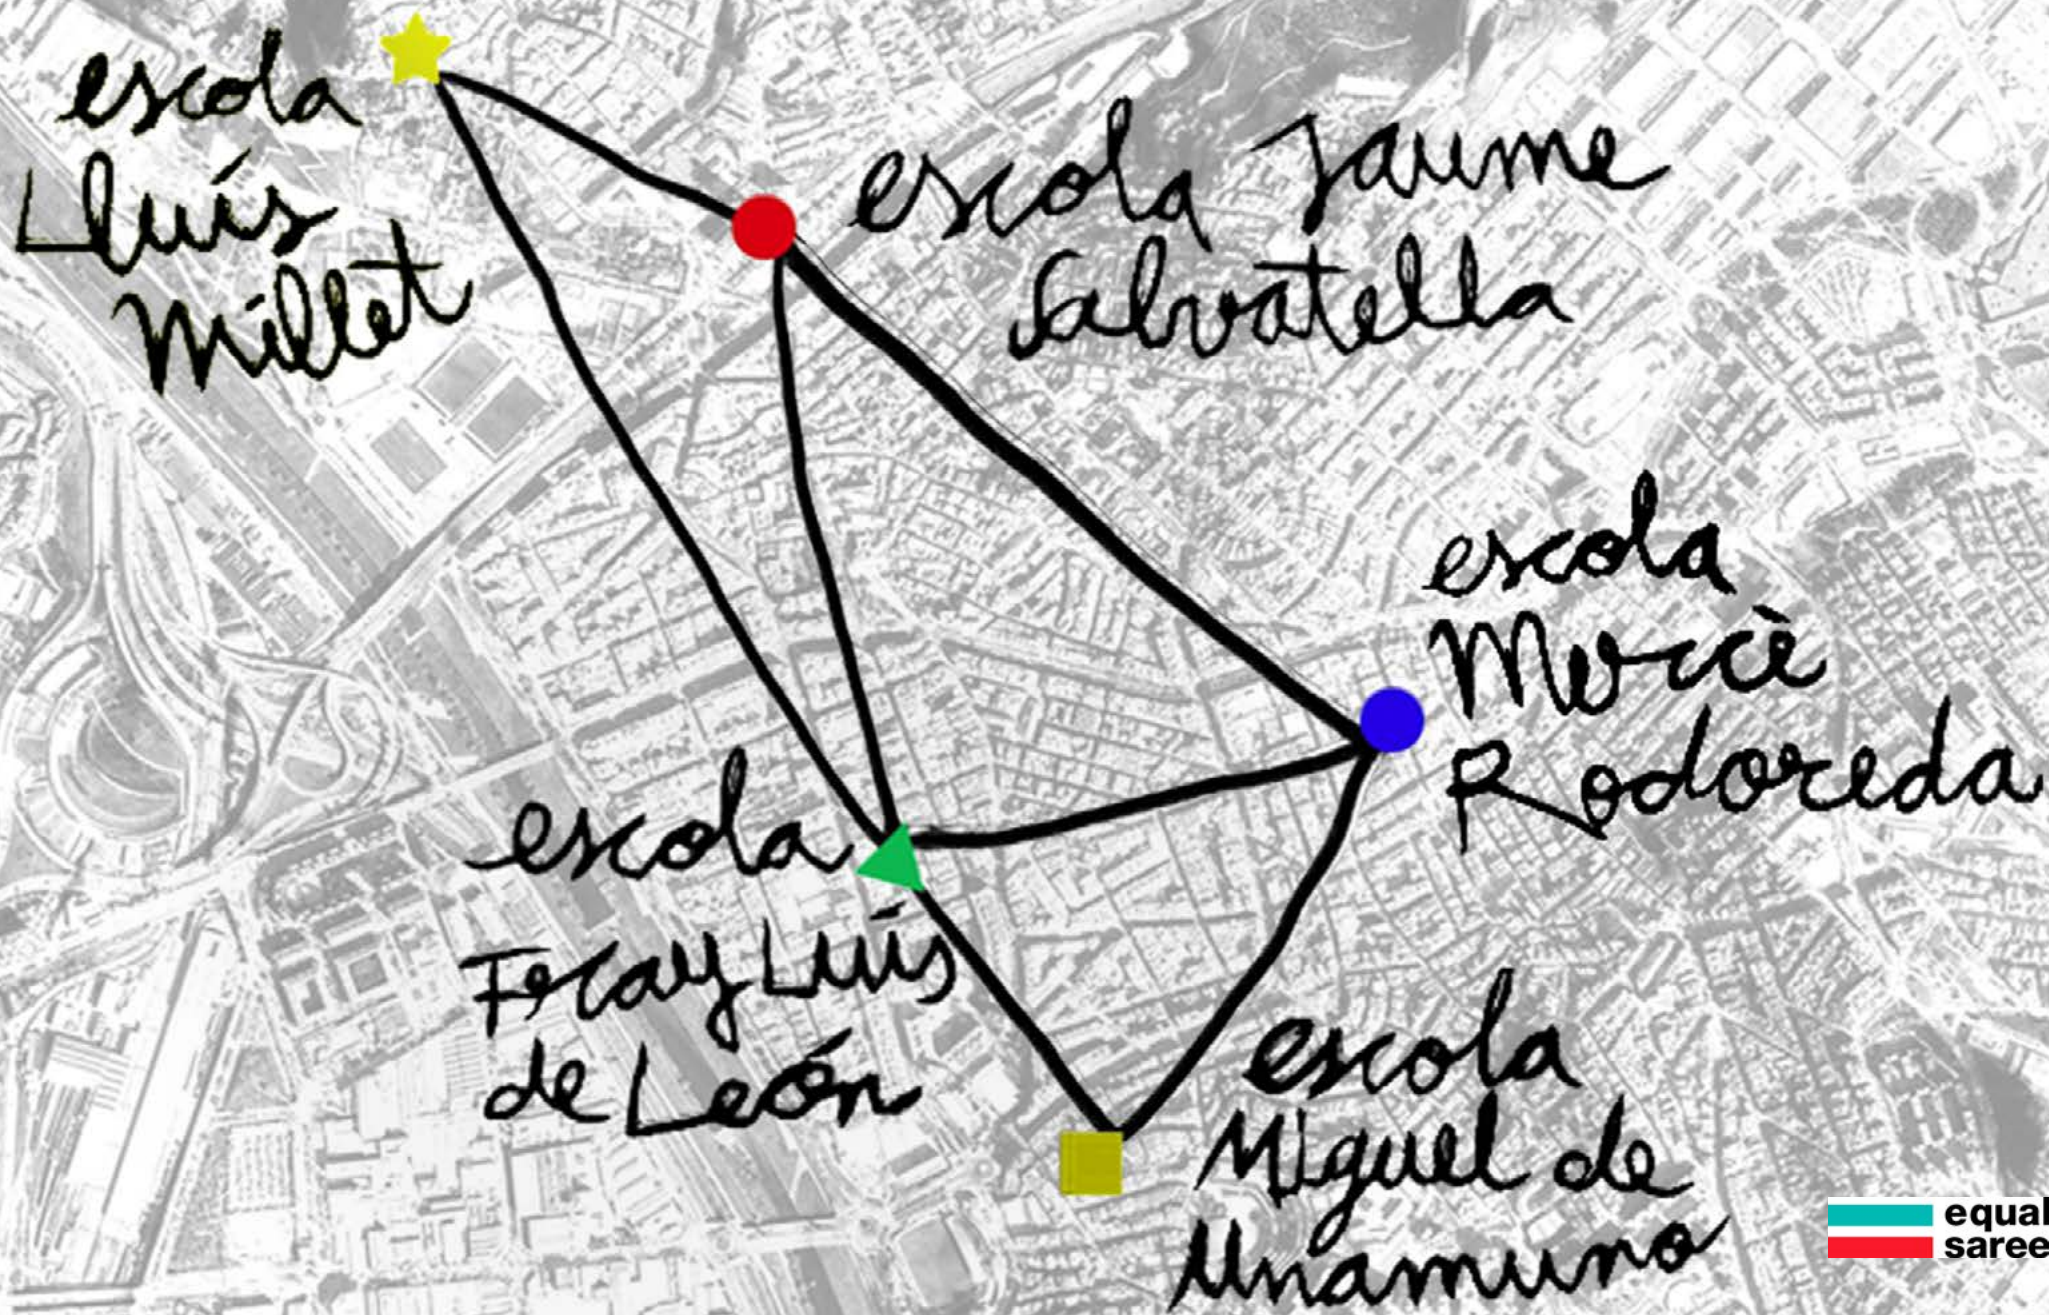 escola
Lluís
Millet
escola Jaume
Salvatella
escola
Mercè
Rodoreda
escola
Fray Luís
de León
escola
Miguel de
Unamuno
equal
saree